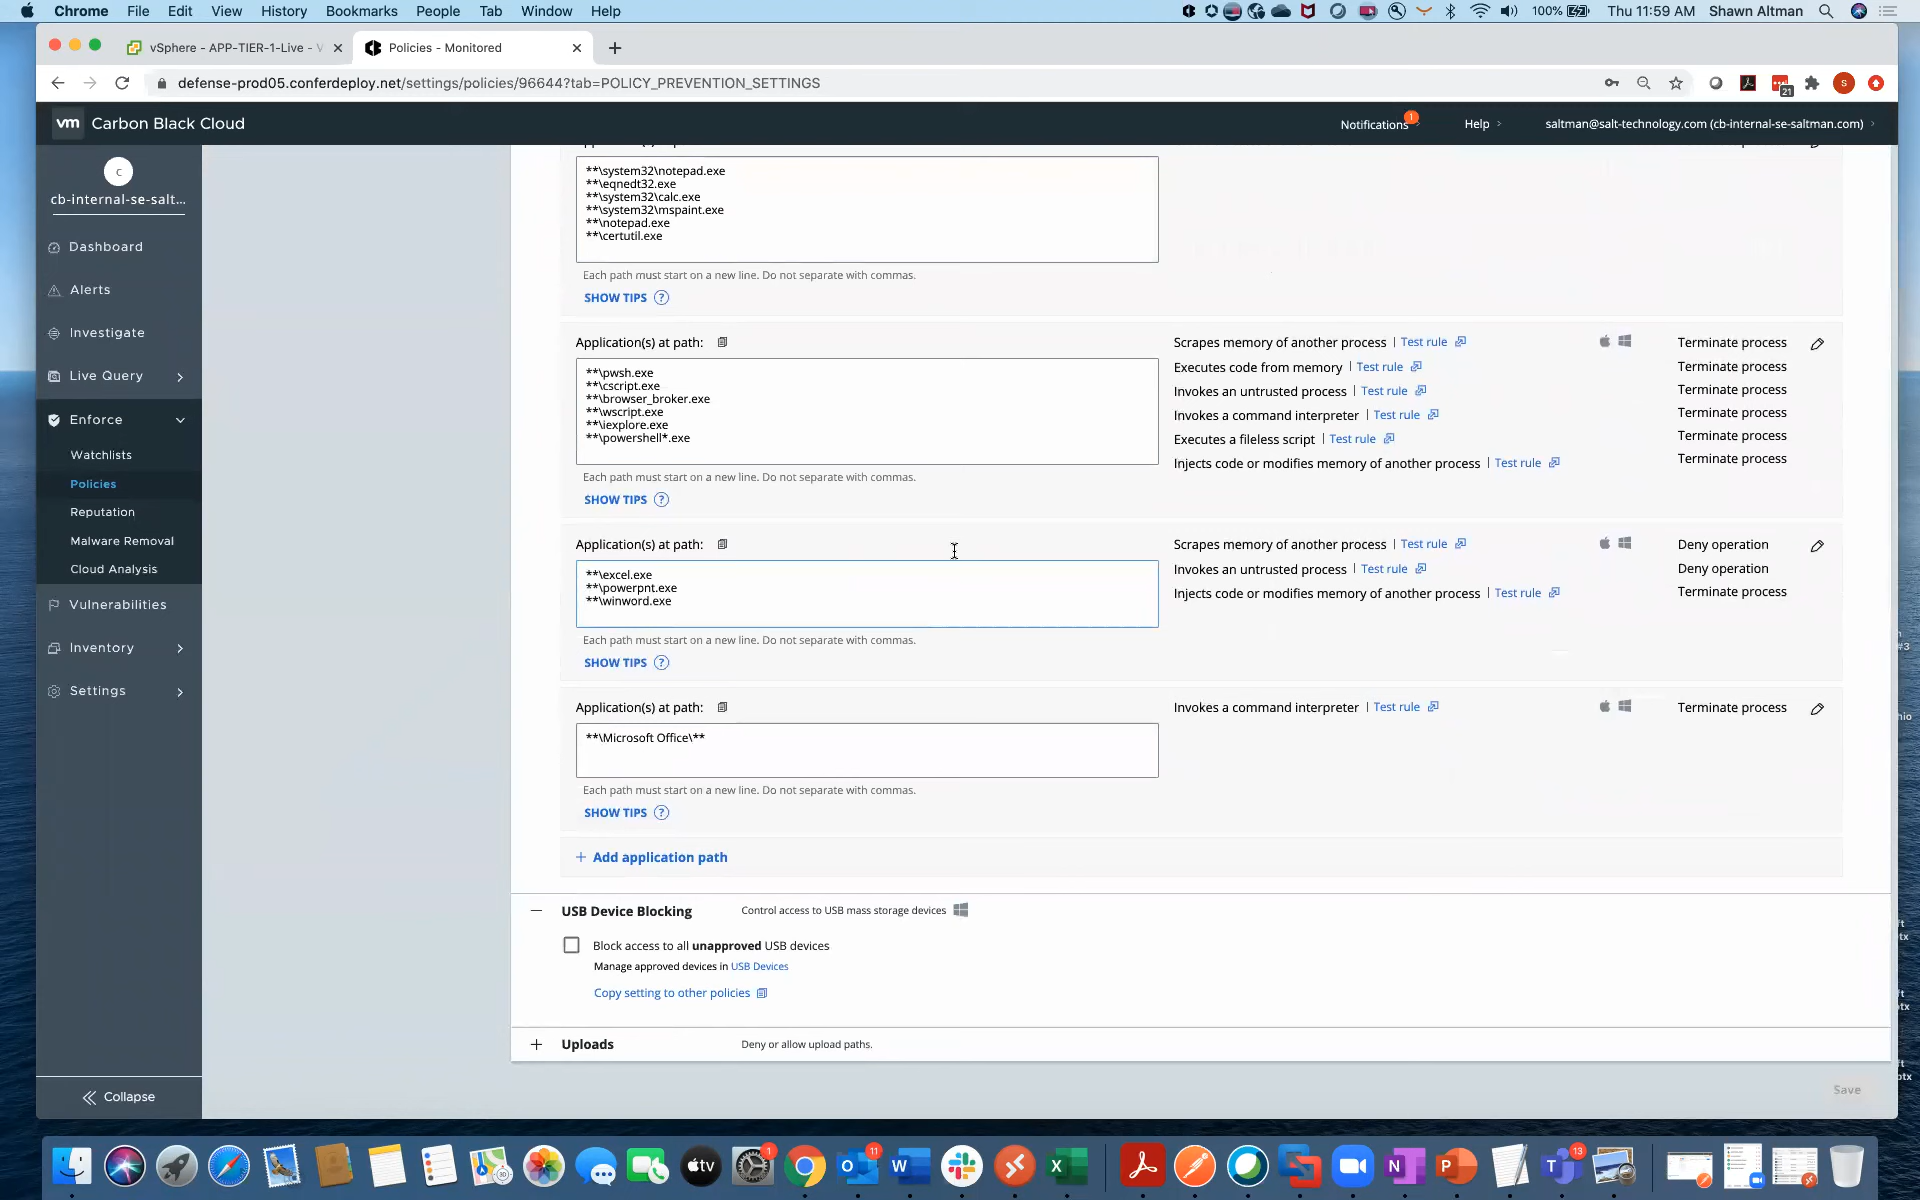 Chrome File Edit View History Bookmarks People Tab Window Help
100% Thu 11:59 AM Shawn Altman
vSphere - APP-TIER-1-Live -
Policies - Monitored
defense-prod05.conferdeploy.net/settings/policies/96644?tab=POLICY_PREVENTION_SETTINGS
21
S
vm Carbon Black Cloud
Notifications 1
Help
saltman@salt-technology.com (cb-internal-se-saltman.com)
C
cb-internal-se-salt...
Dashboard
Alerts
Investigate
Live Query
Enforce
Watchlists
Policies
Reputation
Malware Removal
Cloud Analysis
Vulnerabilities
Inventory
Settings
Collapse
**\system32\notepad.exe
**\eqnedt32.exe
**\system32\calc.exe
**\system32\mspaint.exe
**\notepad.exe
**\certutil.exe
Each path must start on a new line. Do not separate with commas.
SHOW TIPS ?
Application(s) at path:
**\pwsh.exe
**\cscript.exe
**\browser_broker.exe
**\wscript.exe
**\iexplore.exe
**\powershell*.exe
Each path must start on a new line. Do not separate with commas.
SHOW TIPS ?
Scrapes memory of another process | Test rule Terminate process
Executes code from memory | Test rule Terminate process
Invokes an untrusted process | Test rule Terminate process
Invokes a command interpreter | Test rule Terminate process
Executes a fileless script | Test rule Terminate process
Injects code or modifies memory of another process | Test rule Terminate process
Application(s) at path:
**\excel.exe
**\powerpnt.exe
**\winword.exe
Each path must start on a new line. Do not separate with commas.
SHOW TIPS ?
Scrapes memory of another process | Test rule Deny operation
Invokes an untrusted process | Test rule Deny operation
Injects code or modifies memory of another process | Test rule Terminate process
Application(s) at path:
**\Microsoft Office\**
Each path must start on a new line. Do not separate with commas.
SHOW TIPS ?
Invokes a command interpreter | Test rule Terminate process
+ Add application path
USB Device Blocking Control access to USB mass storage devices
Block access to all unapproved USB devices
Manage approved devices in USB Devices
Copy setting to other policies
Uploads Deny or allow upload paths.
Save
tv
1
11
13